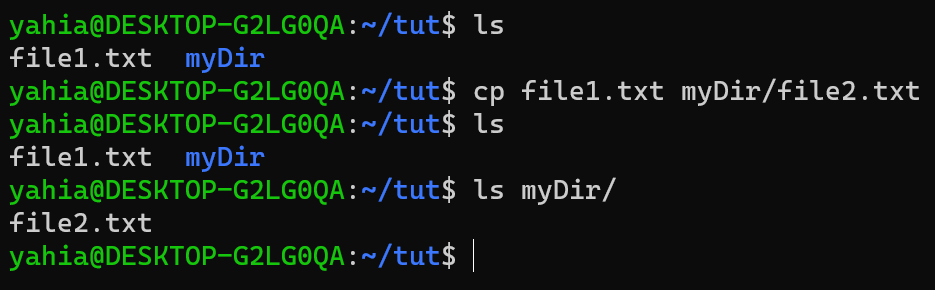 yahia@DESKTOP-G2LG0QA:~/tut$ ls
file1.txt  myDir
yahia@DESKTOP-G2LG0QA:~/tut$ cp file1.txt myDir/file2.txt
yahia@DESKTOP-G2LG0QA:~/tut$ ls
file1.txt  myDir
yahia@DESKTOP-G2LG0QA:~/tut$ ls myDir/
file2.txt
yahia@DESKTOP-G2LG0QA:~/tut$